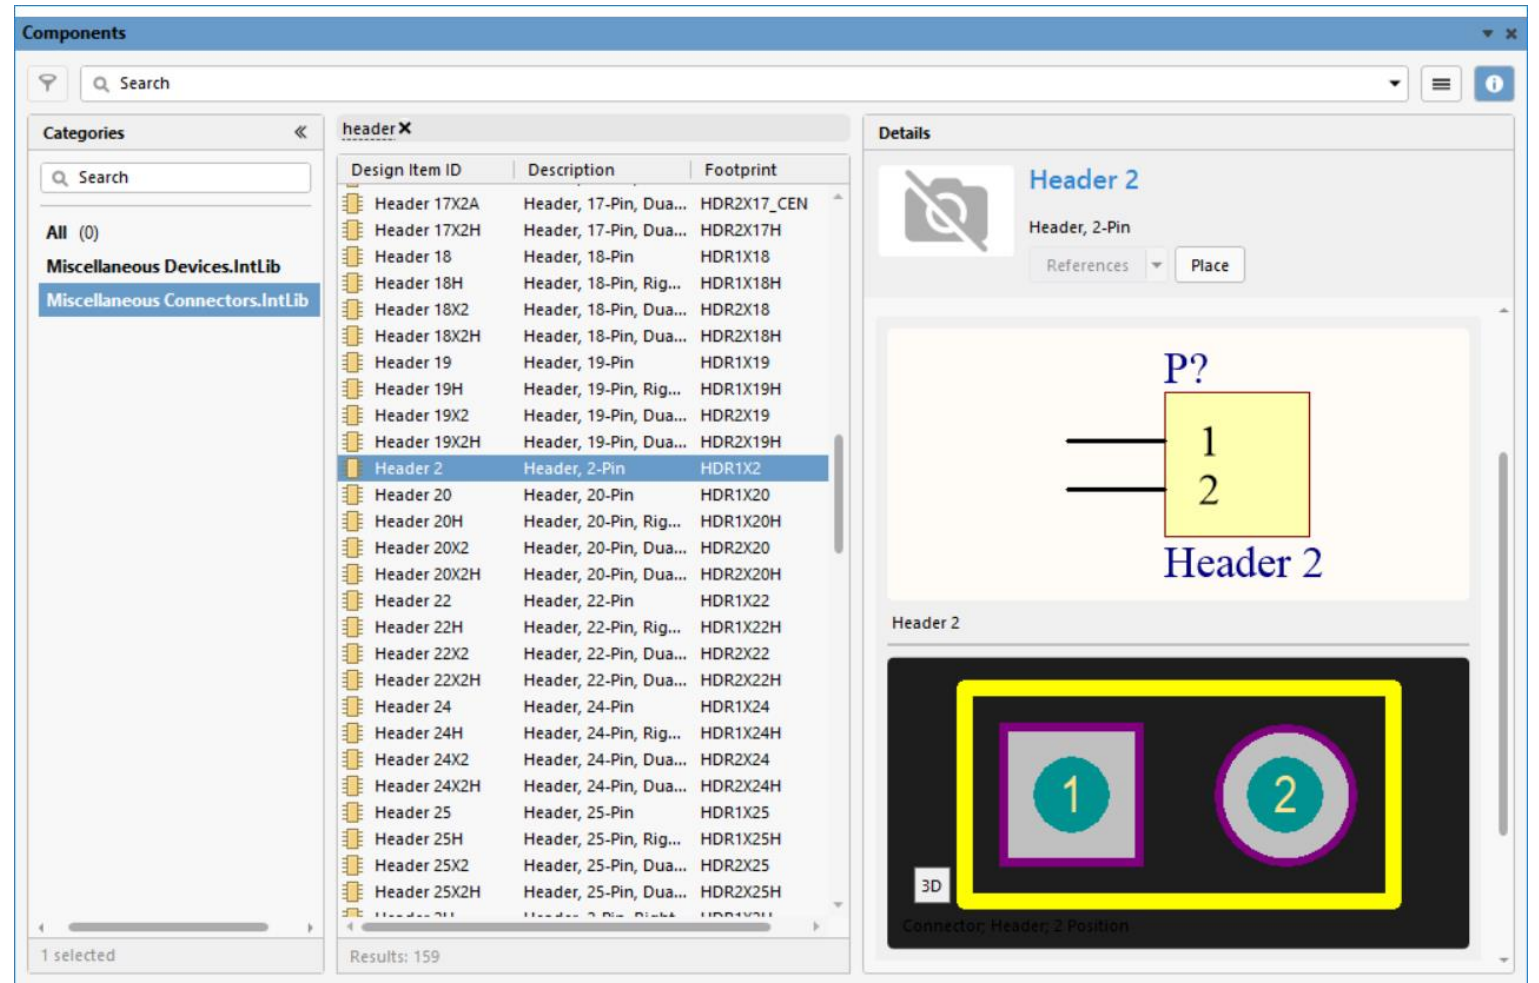 Components
Search
Categories
Search
All (0)
Miscellaneous Devices.IntLib
Miscellaneous Connectors.IntLib
1 selected
header
Design Item ID Description Footprint
Header 17X2A Header, 17-Pin, Dua... HDR2X17_CEN
Header 17X2H Header, 17-Pin, Dua... HDR2X17H
Header 18 Header, 18-Pin HDR1X18
Header 18H Header, 18-Pin, Rig... HDR1X18H
Header 18X2 Header, 18-Pin, Dua... HDR2X18
Header 18X2H Header, 18-Pin, Dua... HDR2X18H
Header 19 Header, 19-Pin HDR1X19
Header 19H Header, 19-Pin, Rig... HDR1X19H
Header 19X2 Header, 19-Pin, Dua... HDR2X19
Header 19X2H Header, 19-Pin, Dua... HDR2X19H
Header 2 Header, 2-Pin HDR1X2
Header 20 Header, 20-Pin HDR1X20
Header 20H Header, 20-Pin, Rig... HDR1X20H
Header 20X2 Header, 20-Pin, Dua... HDR2X20
Header 20X2H Header, 20-Pin, Dua... HDR2X20H
Header 22 Header, 22-Pin HDR1X22
Header 22H Header, 22-Pin, Rig... HDR1X22H
Header 22X2 Header, 22-Pin, Dua... HDR2X22
Header 22X2H Header, 22-Pin, Dua... HDR2X22H
Header 24 Header, 24-Pin HDR1X24
Header 24H Header, 24-Pin, Rig... HDR1X24H
Header 24X2 Header, 24-Pin, Dua... HDR2X24
Header 24X2H Header, 24-Pin, Dua... HDR2X24H
Header 25 Header, 25-Pin HDR1X25
Header 25H Header, 25-Pin, Rig... HDR1X25H
Header 25X2 Header, 25-Pin, Dua... HDR2X25
Header 25X2H Header, 25-Pin, Dua... HDR2X25H
Results: 159
Details
Header 2
Header, 2-Pin
References Place
P?
1
2
Header 2
Header 2
1 2
3D
Connector; Header; 2 Position